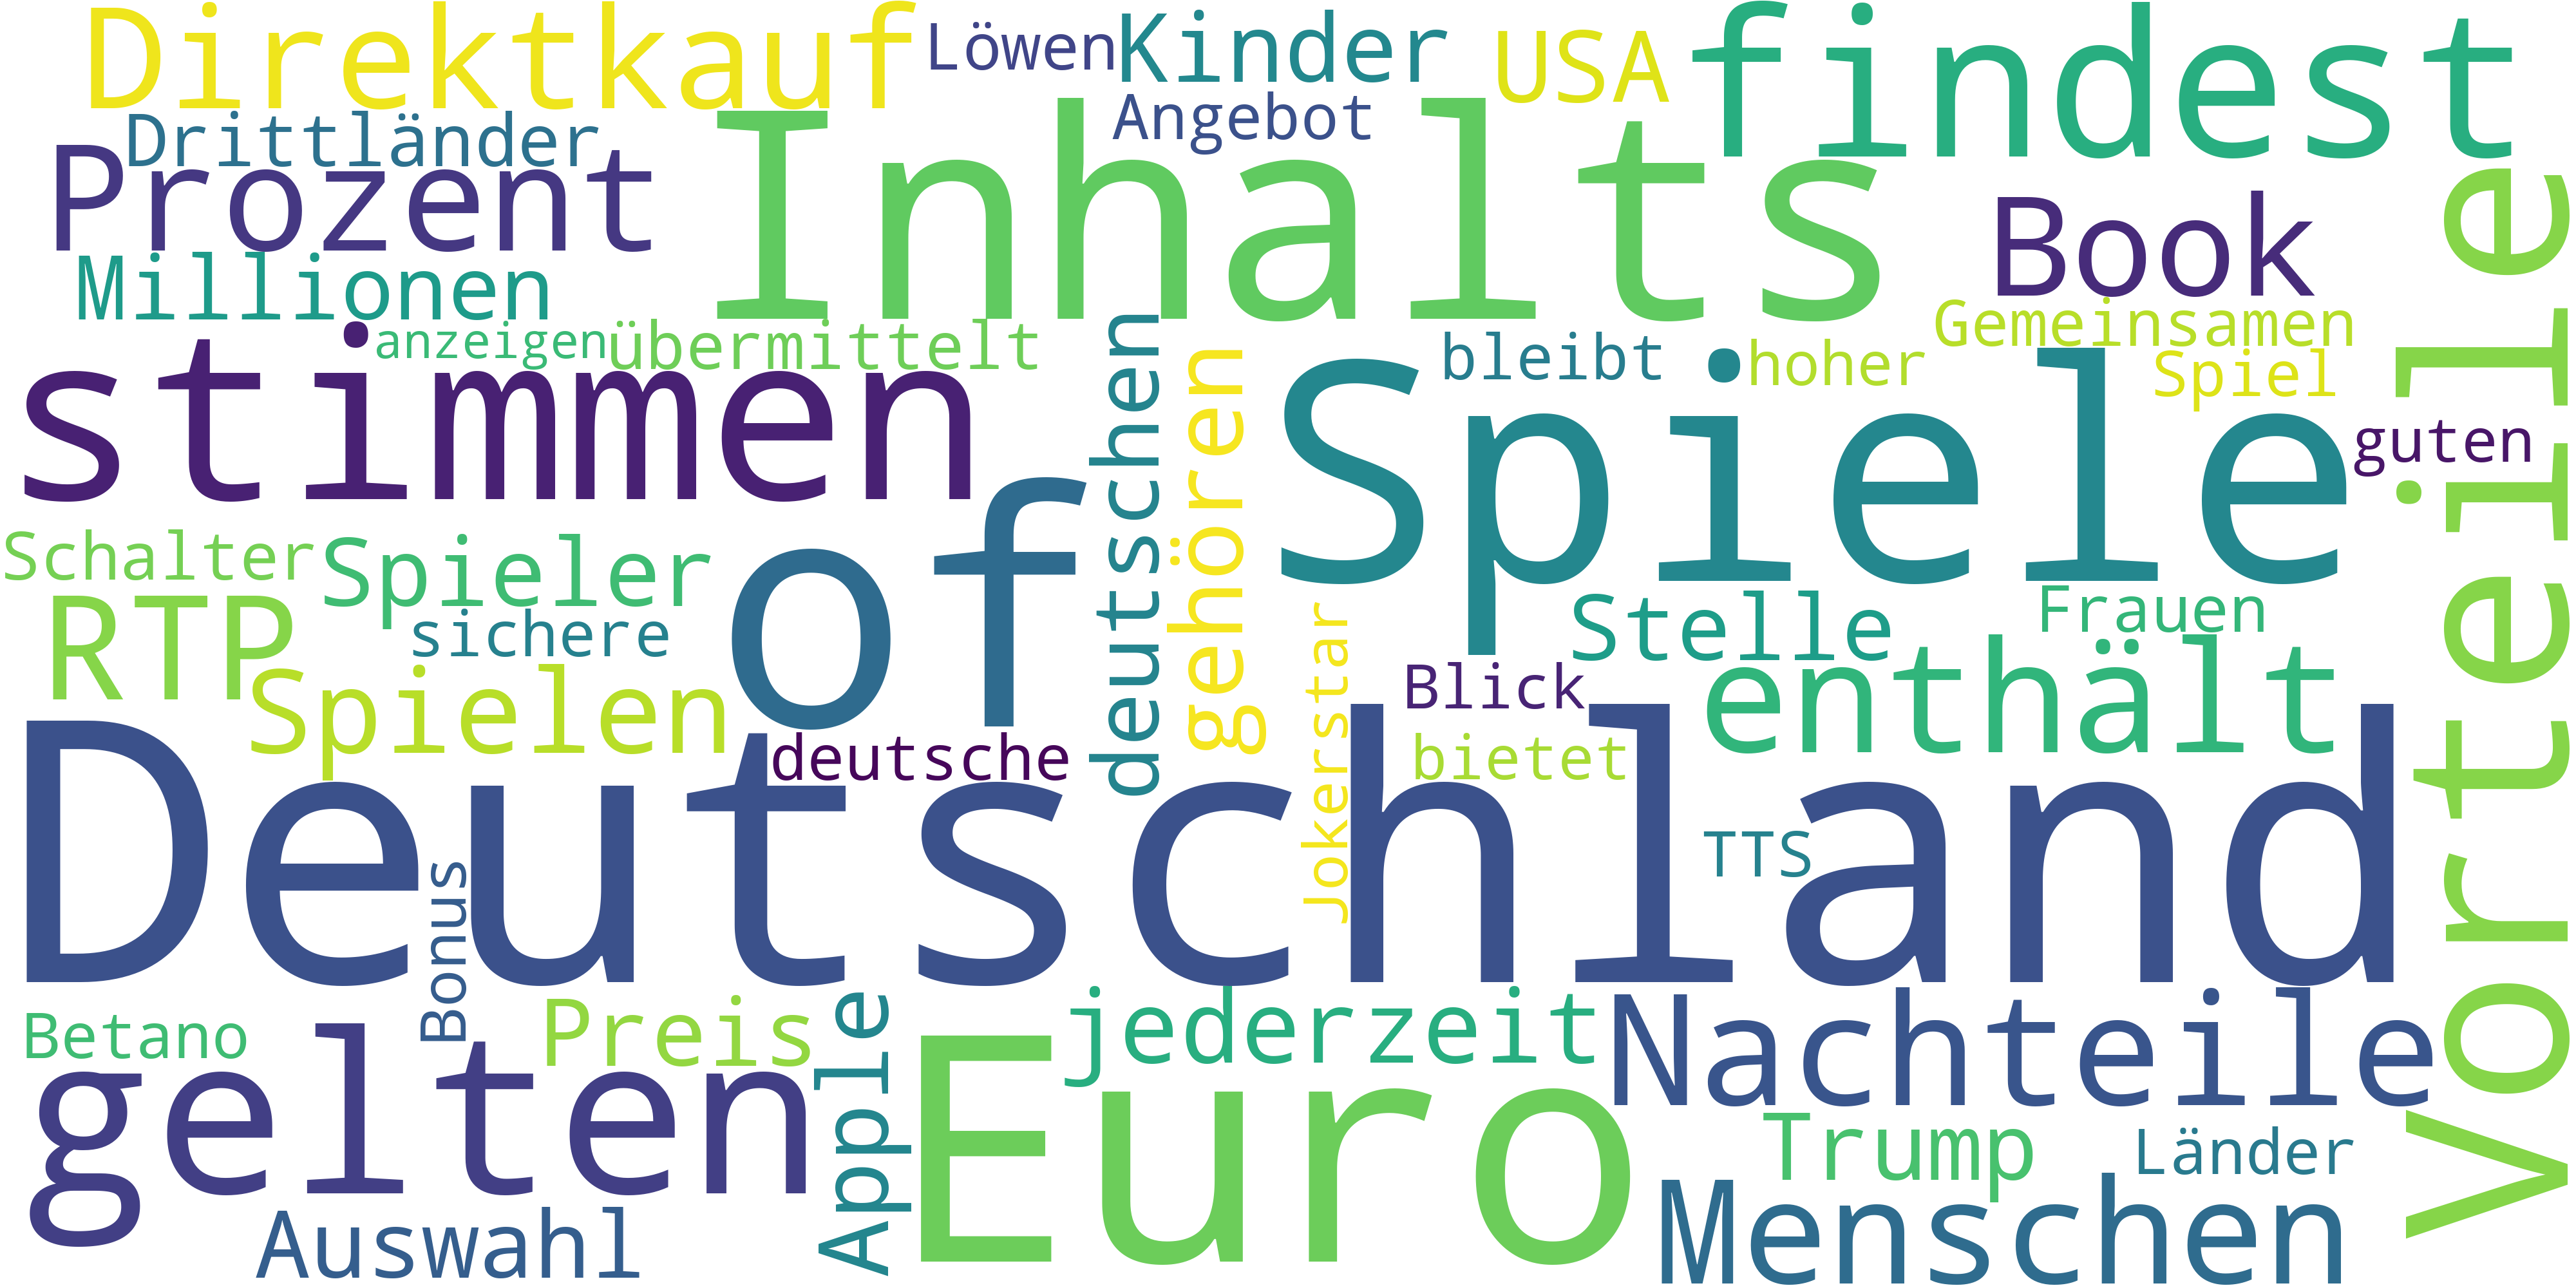 Direktkauf
Löwen
Kinder
USA
findest
Drittländer
Angebot
Prozent
Inhalts
Book
Millionen
anzeigen
übermittelt
bleibt
hoher
Gemeinsamen
Spiel
stimmen
deutschen
gehören
Spiele
guten
Vorteile
of
Schalter
Spieler
RTP
sichere
Spielen
Stelle
Frauen
Jokerstar
Blick
enthält
deutsche
bietet
Deutschland
TTS
Bonus
Betano
Preis
Apple
jederzeit
Nachteile
gelten
Euro
Trump
Länder
Auswahl
Menschen